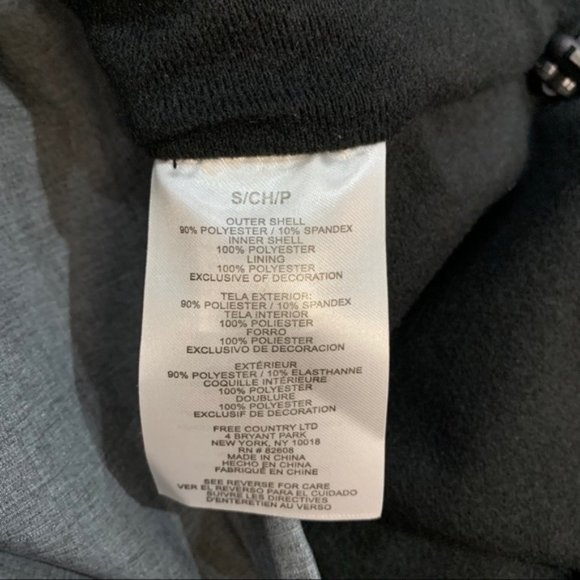 S/CH/P
OUTER SHELL
90% POLYESTER / 10% SPANDEX
INNER SHELL
100% POLYESTER
LINING
100% POLYESTER
EXCLUSIVE OF DECORATION
TELA EXTERIOR:
90% POLIESTER / 10% SPANDEX
TELA INTERIOR
100% POLIESTER
FORRO
100% POLIESTER
EXCLUSIVO DE DECORACION
EXTÉRIEUR
90% POLYESTER / 10% ELASTHANNE
COQUILLE INTÉRIEURE
100% POLYESTER
DOUBLURE
100% POLYESTER
EXCLUSIF DE DECORATION
FREE COUNTRY LTD
4 BRYANT PARK
NEW YORK, NY 10018
RN # 82608
MADE IN CHINA
HECHO EN CHINA
FABRIQUÉ EN CHINE
SEE REVERSE FOR CARE
VER EL REVERSO PARA EL CUIDADO
SUIVRE LES DIRECTIVES
D'ENTRETIEN AU VERSO